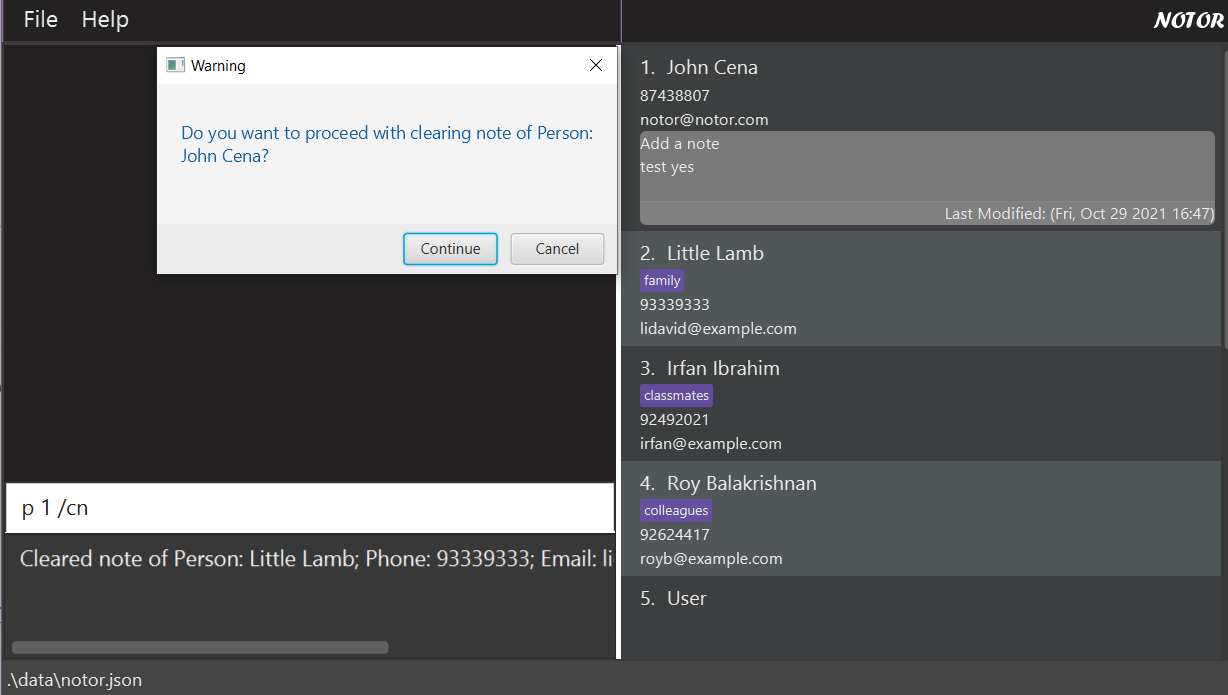 File Help
NOTOR
Warning
Do you want to proceed with clearing note of Person:
John Cena?
Continue Cancel
p 1 /cn
Cleared note of Person: Little Lamb; Phone: 93339333; Email: li
1. John Cena
87438807
notor@notor.com
Add a note
test yes
Last Modified: (Fri, Oct 29 2021 16:47)
2. Little Lamb
family
93339333
lidavid@example.com
3. Irfan Ibrahim
classmates
92492021
irfan@example.com
4. Roy Balakrishnan
colleagues
92624417
royb@example.com
5. User
.\data\notor.json